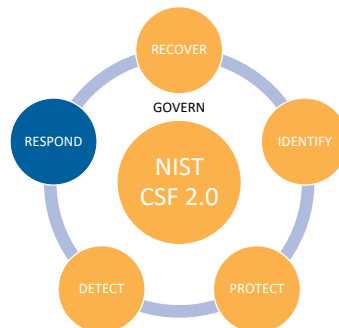 RECOVER
GOVERN
RESPOND
IDENTIFY
NIST
CSF 2.0
DETECT
PROTECT